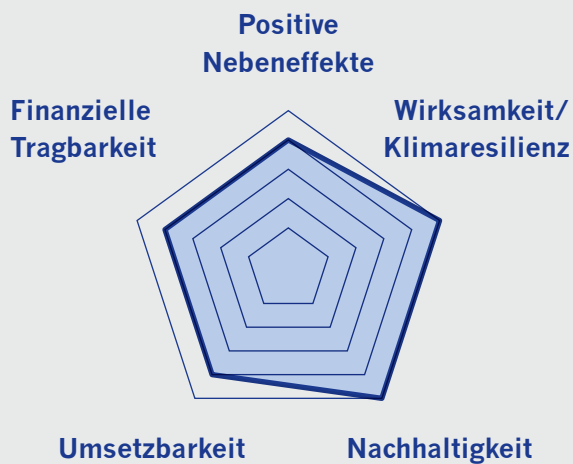 Positive
Nebeneffekte
Finanzielle
Tragbarkeit
Wirksamkeit/
Klimaresilienz
Umsetzbarkeit
Nachhaltigkeit